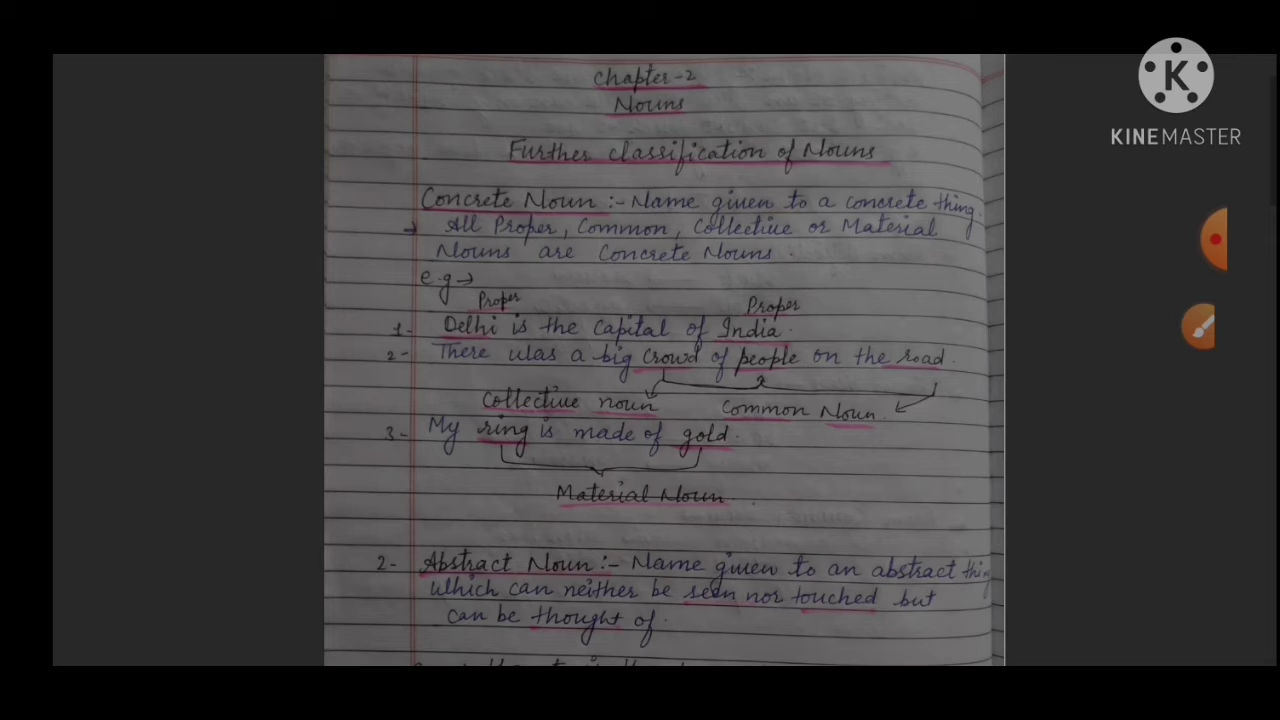 Chapter-2
Nouns
Further classification of Nouns
Concrete Noun :- Name given to a concrete thing.
→ All Proper, Common, Collective or Material
Nouns are Concrete Nouns.
e.g →
Proper Proper
1- Delhi is the capital of India.
2- There was a big crowd of people on the road.
Collective noun Common Noun.
3- My ring is made of gold.
Material Noun.
2- Abstract Noun :- Name given to an abstract
which can neither be seen nor touched but
can be thought of.
K
KINEMASTER